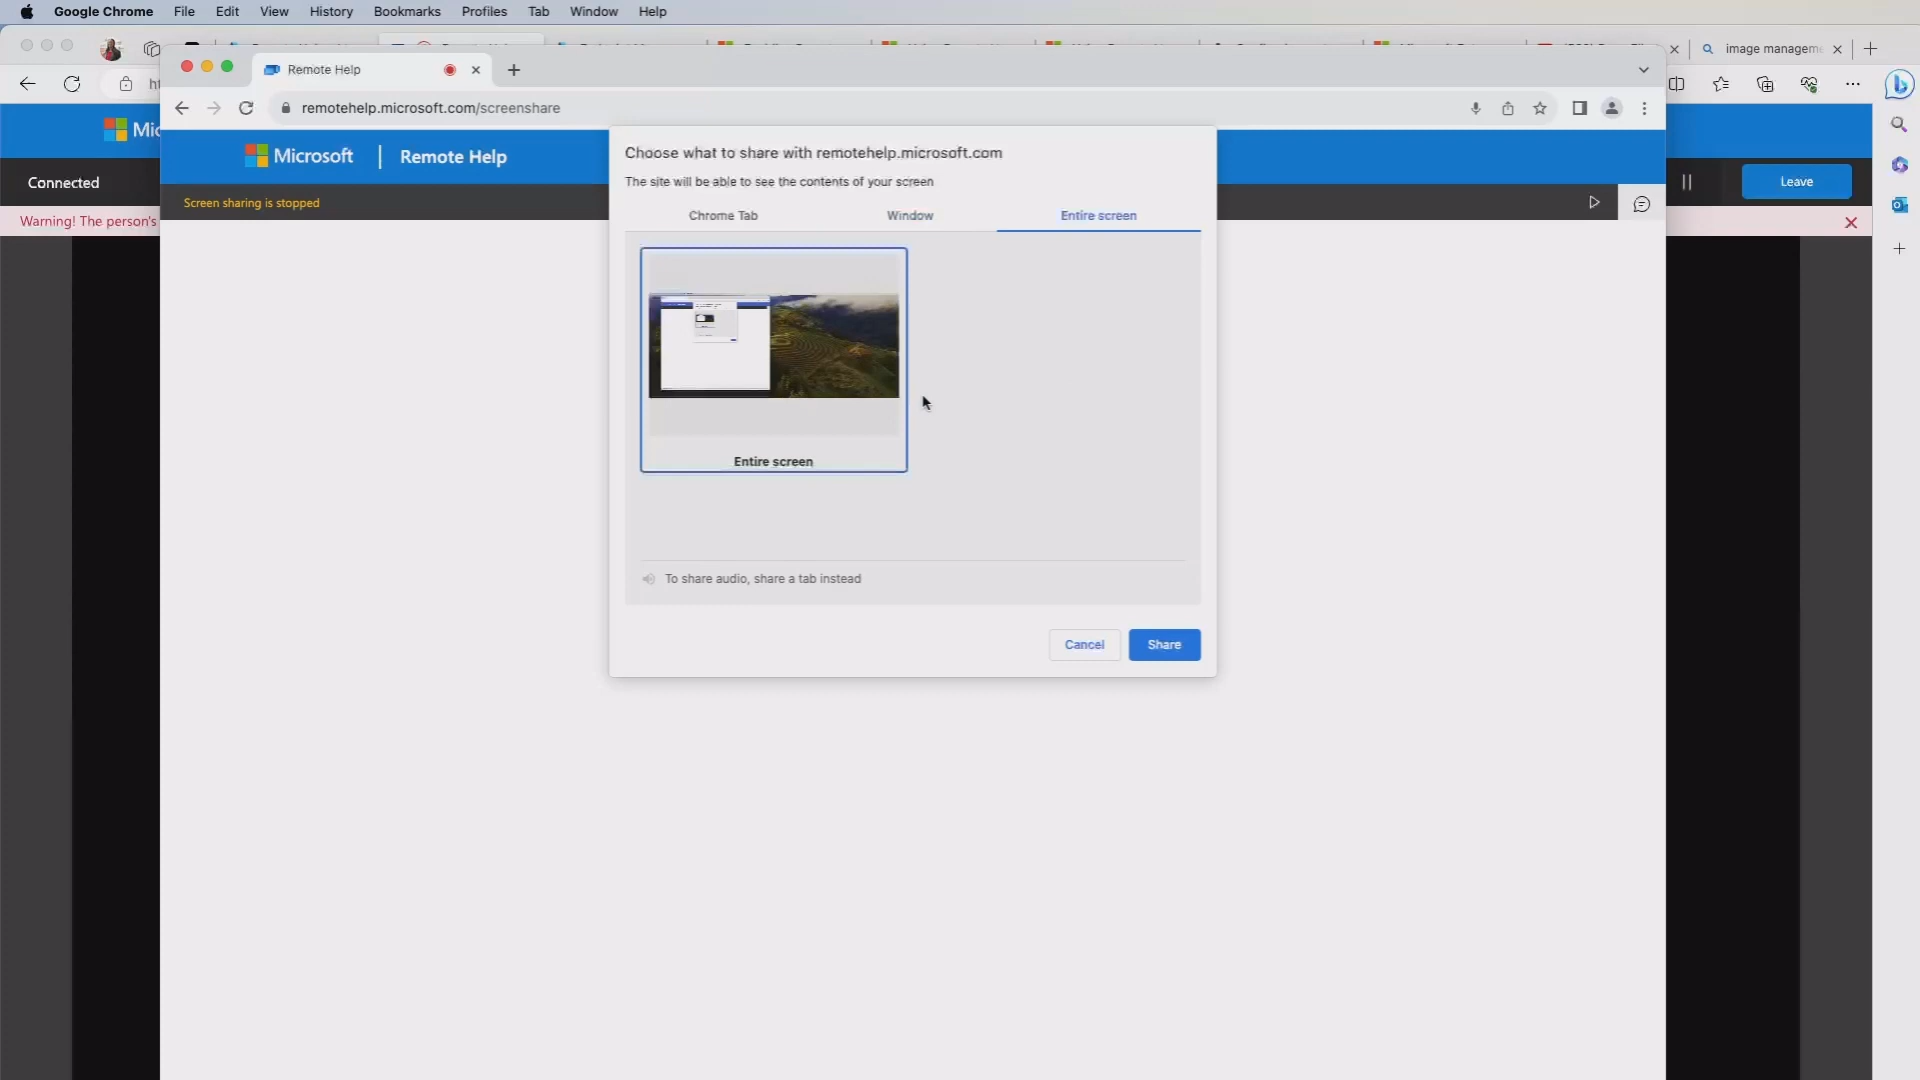 Google Chrome File Edit View History Bookmarks Profiles Tab Window Help
Remote Help
image managem
remotehelp.microsoft.com/screenshare
Microsoft | Remote Help
Mic
Connected
Leave
Screen sharing is stopped
Warning! The person's
Choose what to share with remotehelp.microsoft.com
The site will be able to see the contents of your screen
Chrome Tab Window Entire screen
Entire screen
To share audio, share a tab instead
Cancel Share